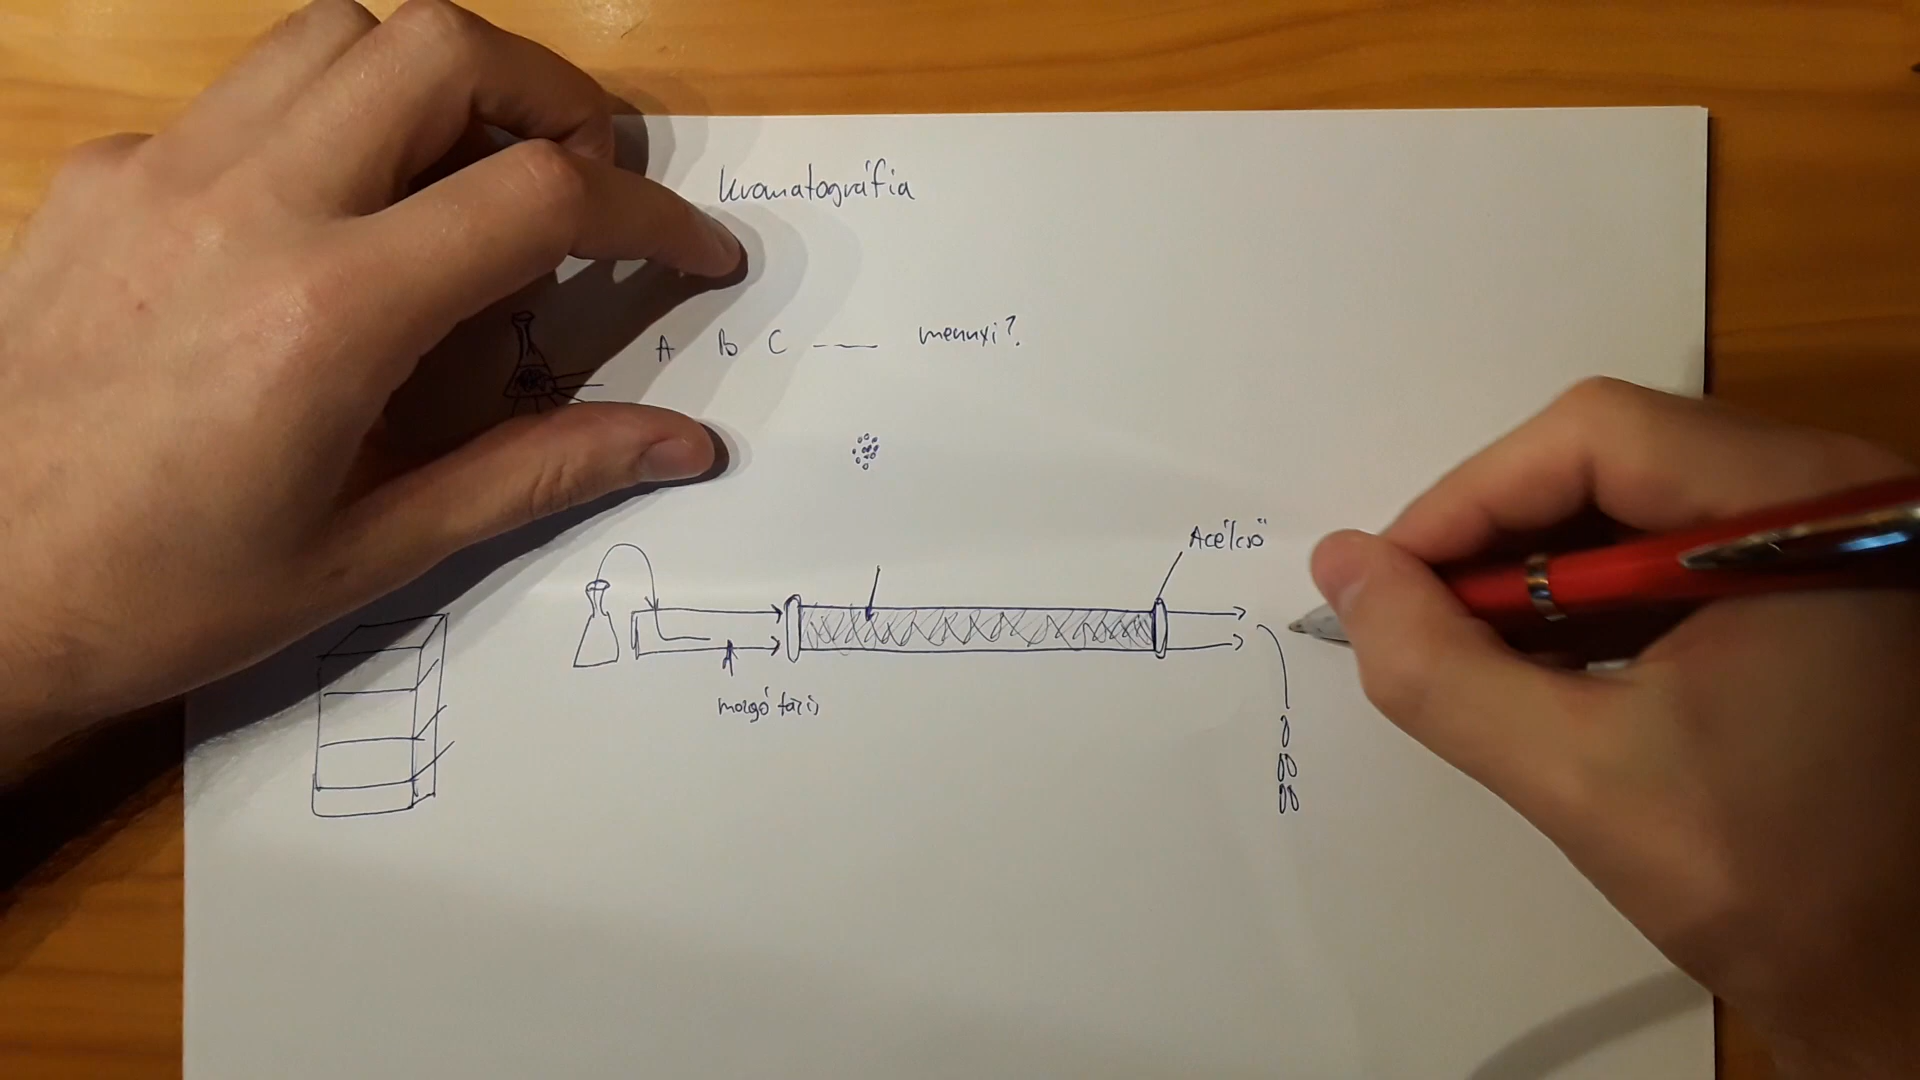 kromatográfia
A B C — mennyi?
Acélcső
mozgó fázis